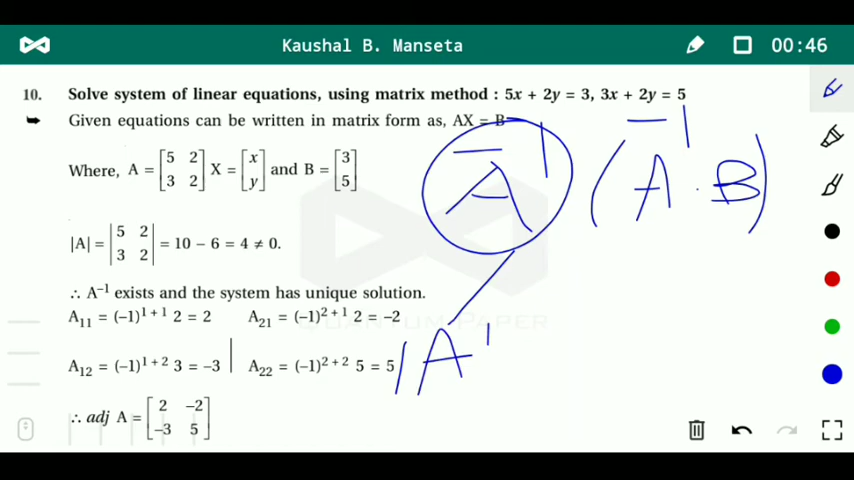 Kaushal B. Manseta 00:46
10. Solve system of linear equations, using matrix method : 5x + 2y = 3, 3x + 2y = 5
➥ Given equations can be written in matrix form as, AX = B
Where, A = [5 2; 3 2] X = [x; y] and B = [3; 5]
A⁻¹ (A⁻¹ · B)
|A| = |5 2; 3 2| = 10 – 6 = 4 ≠ 0.
∴ A⁻¹ exists and the system has unique solution.
A₁₁ = (–1)¹⁺¹ 2 = 2 A₂₁ = (–1)²⁺¹ 2 = –2
QUANTUM PAPER
A₁₂ = (–1)¹⁺² 3 = –3 A₂₂ = (–1)²⁺² 5 = 5
|A'
∴ adj A = [2 –2; –3 5]